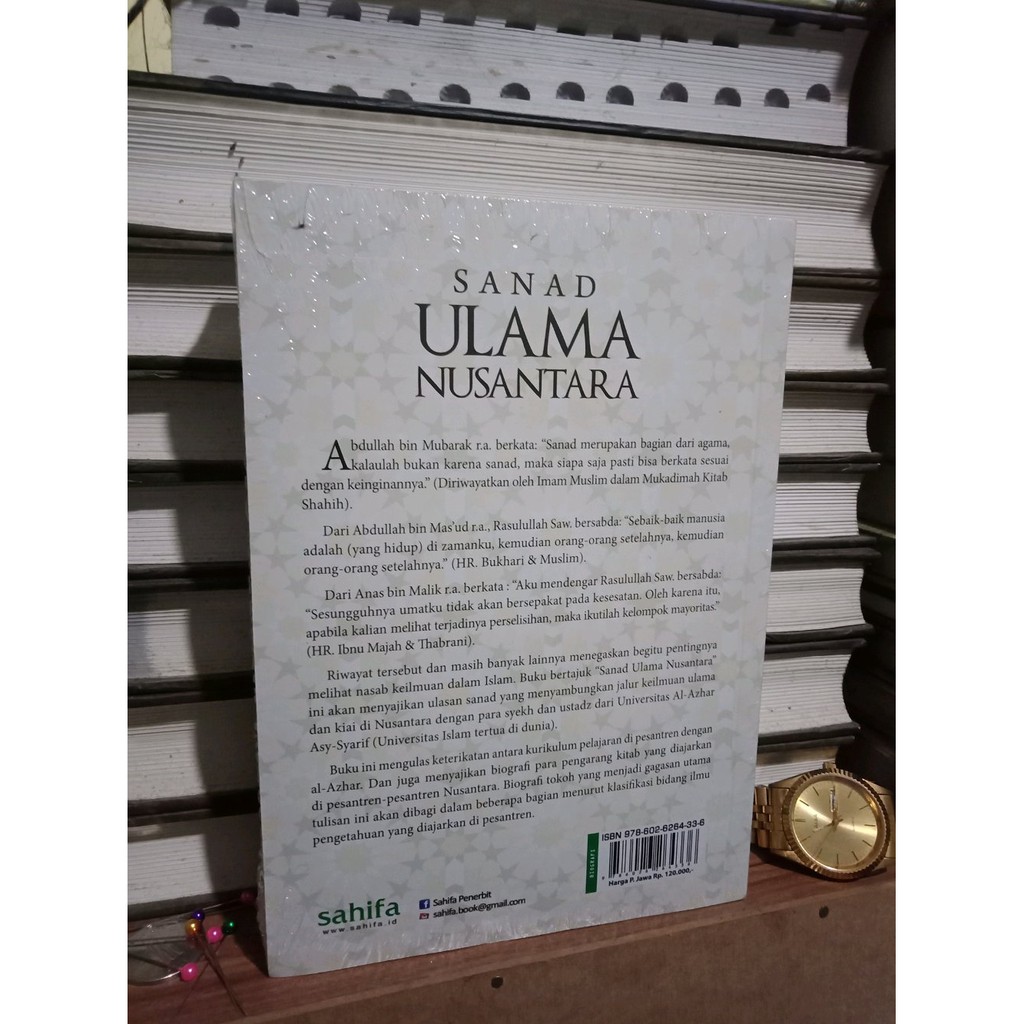 SANAD
ULAMA
NUSANTARA
Abdullah bin Mubarak r.a. berkata: “Sanad merupakan bagian dari agama,
kalaulah bukan karena sanad, maka siapa saja pasti bisa berkata sesuai
dengan keinginannya.” (Diriwayatkan oleh Imam Muslim dalam Mukadimah Kitab
Shahih).
Dari Abdullah bin Mas'ud r.a., Rasulullah Saw. bersabda: “Sebaik-baik manusia
adalah (yang hidup) di zamanku, kemudian orang-orang setelahnya, kemudian
orang-orang setelahnya.” (HR. Bukhari & Muslim).
Dari Anas bin Malik r.a. berkata : “Aku mendengar Rasulullah Saw. bersabda:
“Sesungguhnya umatku tidak akan bersepakat pada kesesatan. Oleh karena itu,
apabila kalian melihat terjadinya perselisihan, maka ikutilah kelompok mayoritas.”
(HR. Ibnu Majah & Thabrani).
Riwayat tersebut dan masih banyak lainnya menegaskan begitu pentingnya
melihat nasab keilmuan dalam Islam. Buku bertajuk “Sanad Ulama Nusantara”
ini akan menyajikan ulasan sanad yang menyambungkan jalur keilmuan ulama
dan kiai di Nusantara dengan para syekh dan ustadz dari Universitas Al-Azhar
Asy-Syarif (Universitas Islam tertua di dunia).
Buku ini mengulas keterikatan antara kurikulum pelajaran di pesantren dengan
al-Azhar. Dan juga menyajikan biografi para pengarang kitab yang diajarkan
di pesantren-pesantren Nusantara. Biografi tokoh yang menjadi gagasan utama
tulisan ini akan dibagi dalam beberapa bagian menurut klasifikasi bidang ilmu
pengetahuan yang diajarkan di pesantren.
BIOGRAFI
ISBN 978-602-6264-33-6
Harga P. Jawa Rp. 120.000,-
sahifa
www.sahifa.id
Sahifa Penerbit
sahifa.book@gmail.com